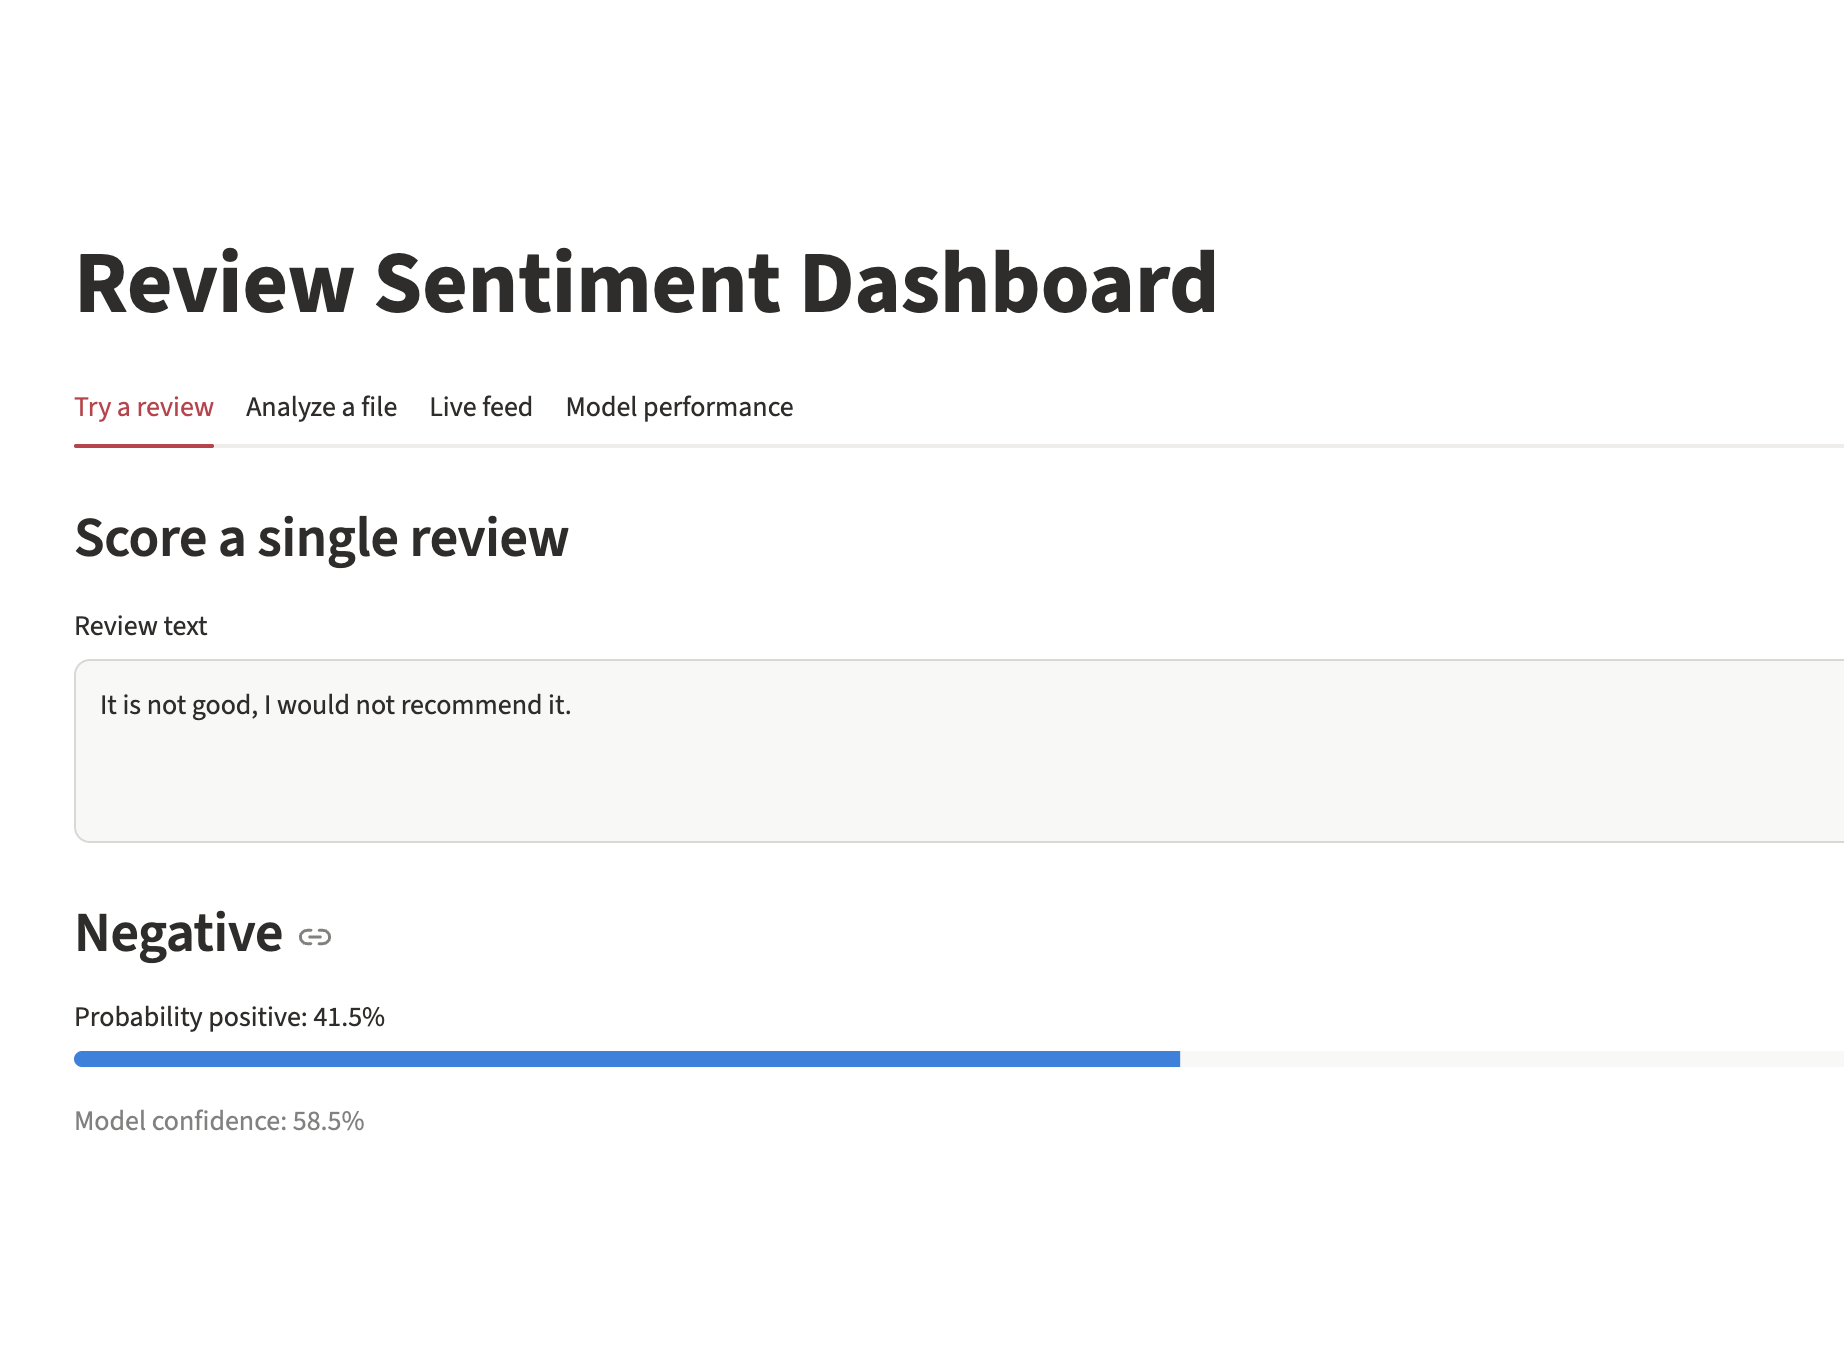 Review Sentiment Dashboard
Try a review Analyze a file Live feed Model performance
Score a single review
Review text
It is not good, I would not recommend it.
Negative
Probability positive: 41.5%
Model confidence: 58.5%